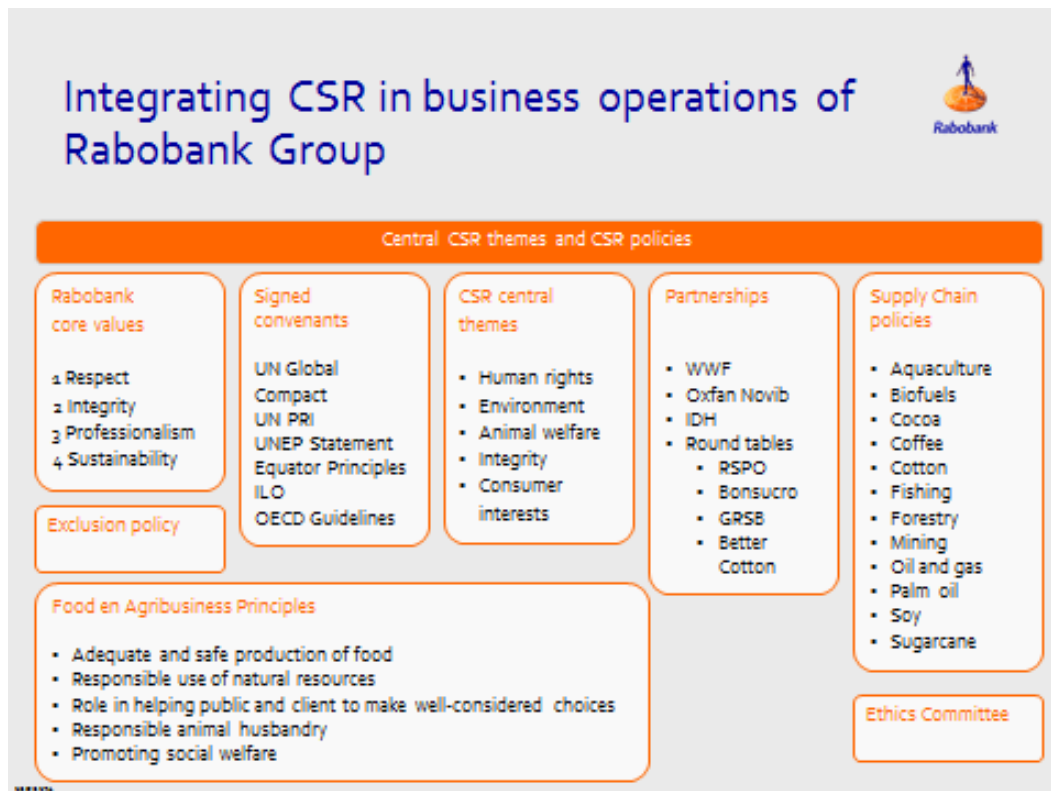 Integrating CSR in business operations of
Rabobank Group
Rabobank
Central CSR themes and CSR policies
Rabobank
core values
1 Respect
2 Integrity
3 Professionalism
4 Sustainability
Exclusion policy
Signed
convenants
UN Global
Compact
UN PRI
UNEP Statement
Equator Principles
ILO
OECD Guidelines
CSR central
themes
▪ Human rights
▪ Environment
▪ Animal welfare
▪ Integrity
▪ Consumer
interests
Partnerships
▪ WWF
▪ Oxfan Novib
▪ IDH
▪ Round tables
▪ RSPO
▪ Bonsucro
▪ GRSB
▪ Better
Cotton
Supply Chain
policies
▪ Aquaculture
▪ Biofuels
▪ Cocoa
▪ Coffee
▪ Cotton
▪ Fishing
▪ Forestry
▪ Mining
▪ Oil and gas
▪ Palm oil
▪ Soy
▪ Sugarcane
Food en Agribusiness Principles
▪ Adequate and safe production of food
▪ Responsible use of natural resources
▪ Role in helping public and client to make well-considered choices
▪ Responsible animal husbandry
▪ Promoting social welfare
Ethics Committee